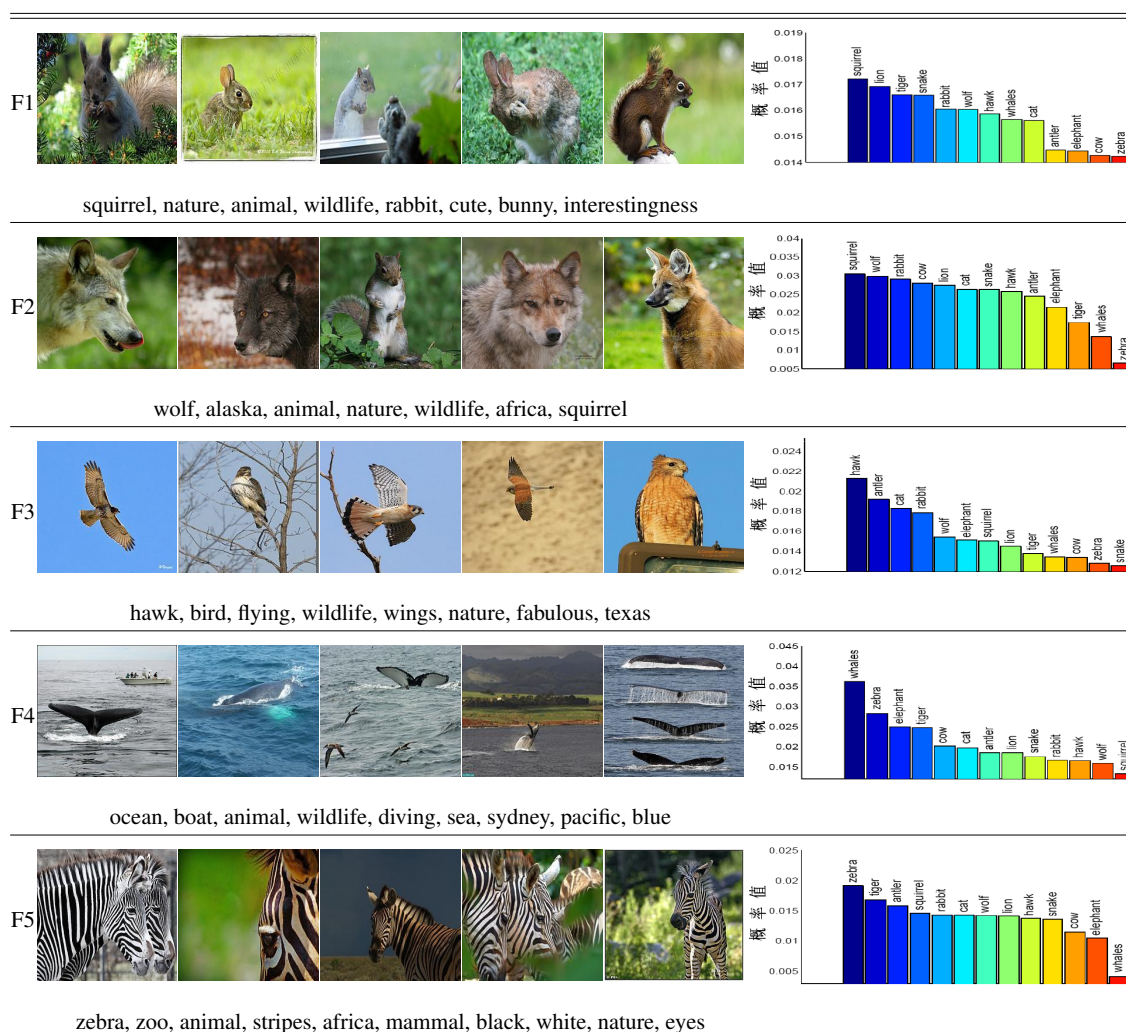 F1
squirrel, nature, animal, wildlife, rabbit, cute, bunny, interestingness
概率值
0.019
0.017
0.016
0.015
0.014
squirrel
lion
tiger
snake
rabbit
wolf
hawk
whales
cat
antler
elephant
cow
zebra
F2
wolf, alaska, animal, nature, wildlife, africa, squirrel
概率值
0.04
0.03
0.025
0.02
0.015
0.01
0.005
squirrel
wolf
rabbit
cow
lion
cat
snake
hawk
antler
elephant
tiger
whales
zebra
F3
hawk, bird, flying, wildlife, wings, nature, fabulous, texas
概率值
0.024
0.022
0.02
0.018
0.016
0.014
0.012
hawk
antler
cat
rabbit
wolf
elephant
squirrel
lion
tiger
whales
cow
zebra
snake
F4
ocean, boat, animal, wildlife, diving, sea, sydney, pacific, blue
概率值
0.045
0.04
0.035
0.03
0.025
0.02
0.015
whales
zebra
elephant
tiger
cow
cat
antler
lion
snake
rabbit
hawk
wolf
squirrel
F5
zebra, zoo, animal, stripes, africa, mammal, black, white, nature, eyes
概率值
0.025
0.02
0.015
0.01
0.005
zebra
tiger
antler
squirrel
rabbit
cat
wolf
lion
hawk
snake
cow
elephant
whales